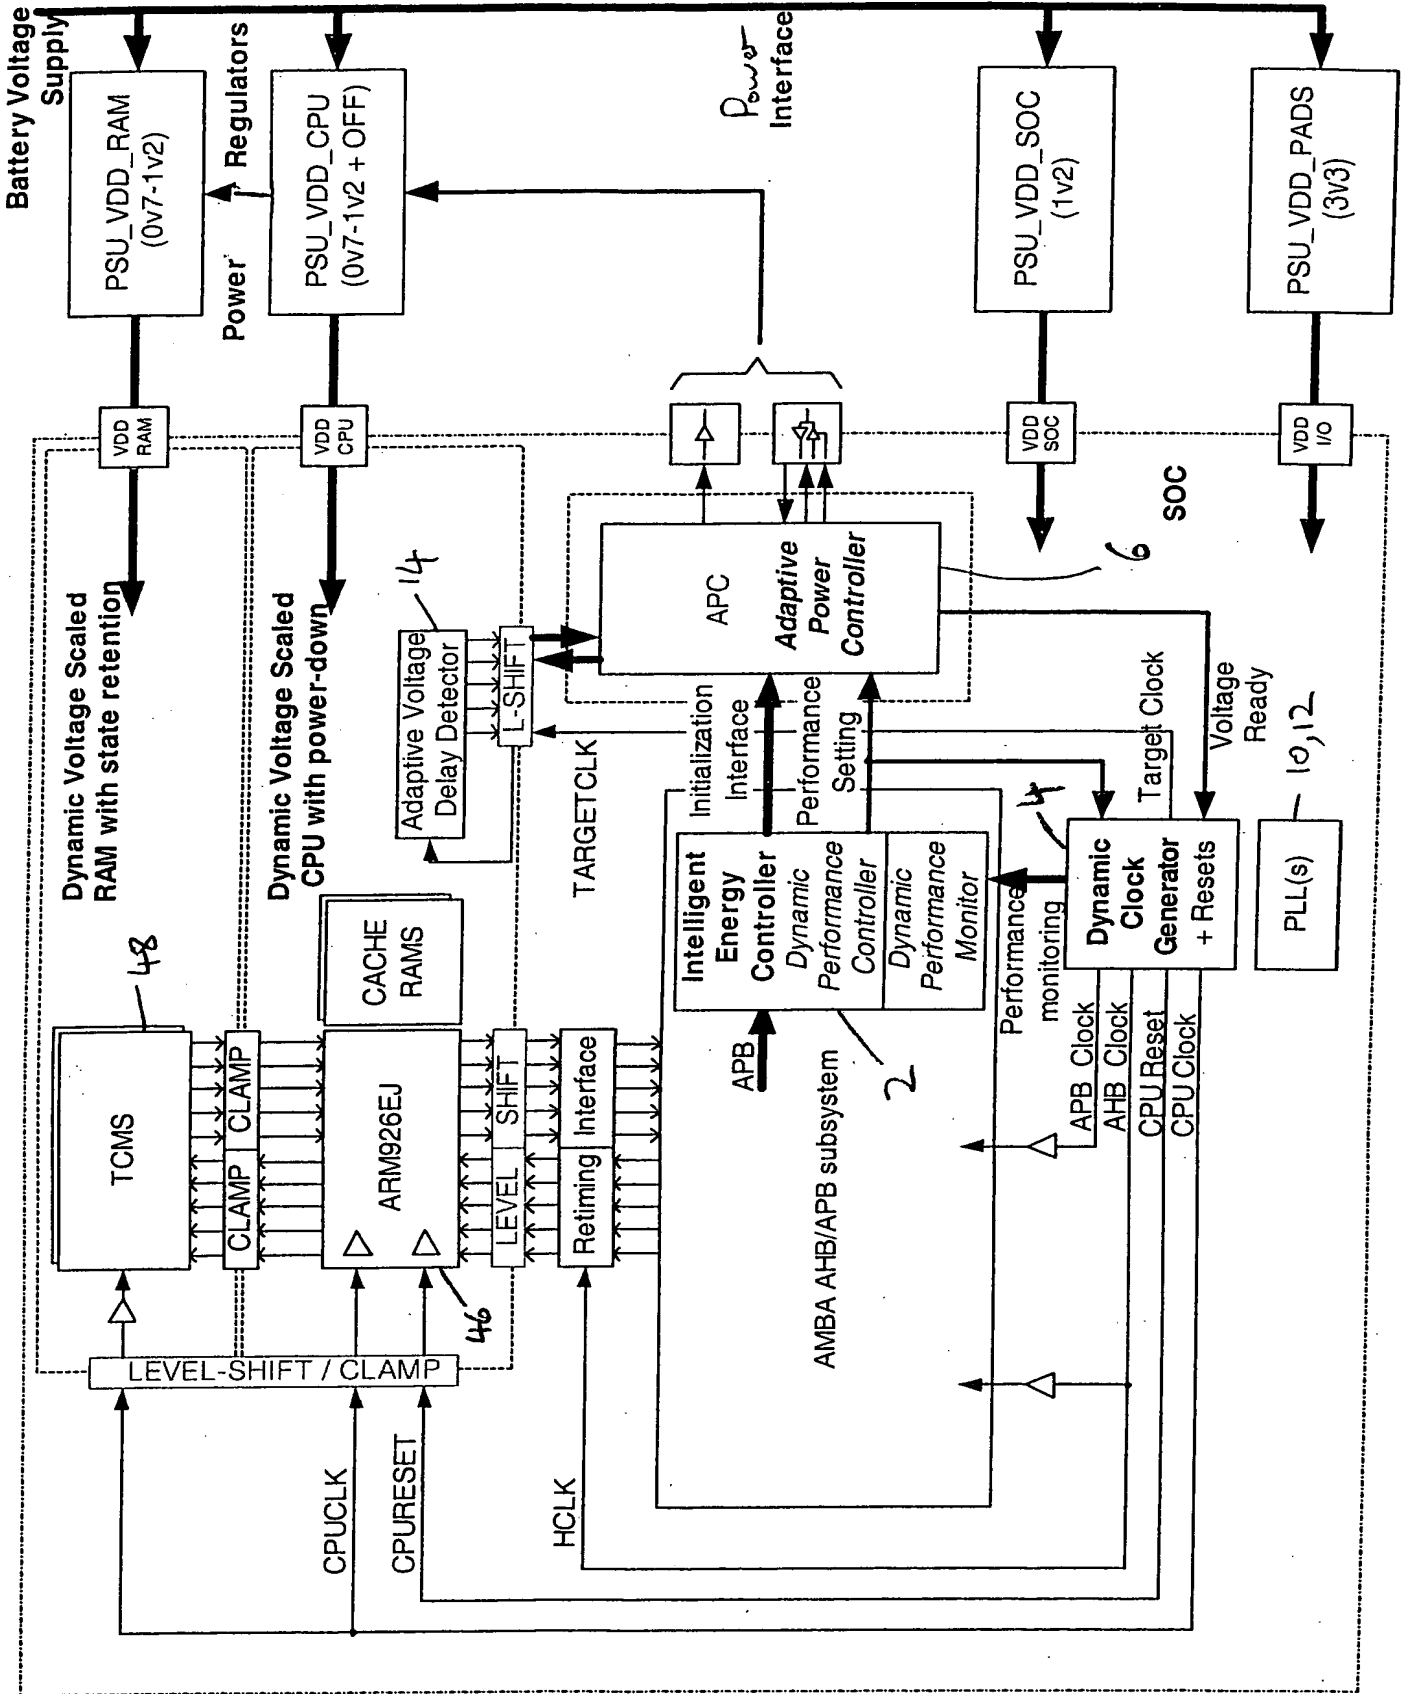 Battery Voltage
Supply
PSU_VDD_RAM
(0v7-1v2)
Power Regulators
PSU_VDD_CPU
(0v7-1v2 + OFF)
Power
Interface
PSU_VDD_SOC
(1v2)
PSU_VDD_PADS
(3v3)
VDD
RAM
VDD
CPU
VDD
SOC
VDD
I/O
SOC
Dynamic Voltage Scaled
RAM with state retention
Dynamic Voltage Scaled
CPU with power-down
14
Adaptive Voltage
Delay Detector
L-SHIFT
APC
Adaptive
Power
Controller
6
TARGETCLK
Initialization
Interface
Performance
Setting
Target Clock
Voltage
Ready
10,12
PLL(s)
4
Dynamic
Clock
Generator
+ Resets
Performance
monitoring
Intelligent
Energy
Controller
Dynamic
Performance
Controller
Dynamic
Performance
Monitor
APB
2
AMBA AHB/APB subsystem
48
TCMS
CACHE
RAMS
CLAMP
CLAMP
ARM926EJ
46
LEVEL
SHIFT
Retiming
Interface
LEVEL-SHIFT / CLAMP
CPUCLK
CPURESET
HCLK
APB Clock
AHB Clock
CPU Reset
CPU Clock